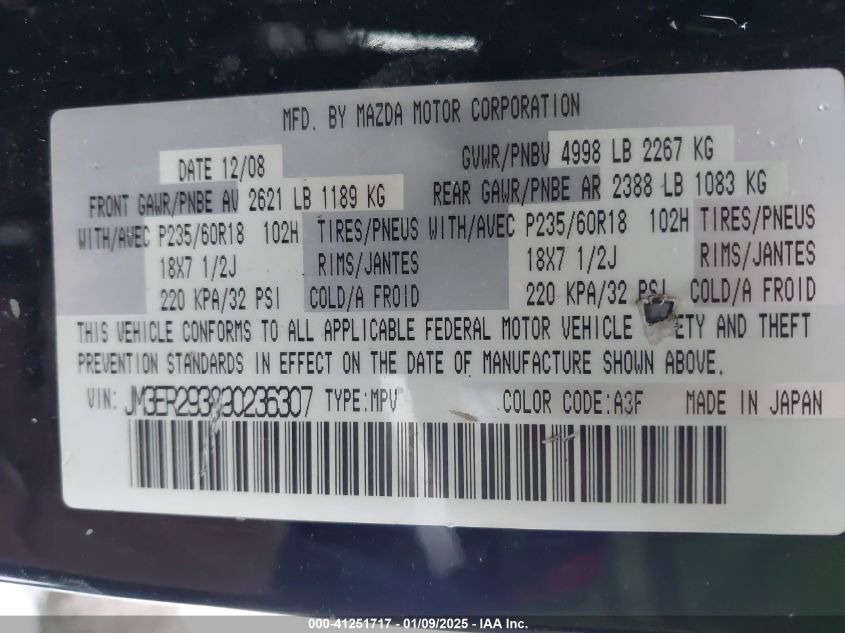 MFD. BY MAZDA MOTOR CORPORATION
DATE 12/08 GVWR/PNBV 4998 LB 2267 KG
FRONT GAWR/PNBE AV 2621 LB 1189 KG REAR GAWR/PNBE AR 2388 LB 1083 KG
WITH/AVEC P235/60R18 102H TIRES/PNEUS WITH/AVEC P235/60R18 102H TIRES/PNEUS
18X7 1/2J RIMS/JANTES 18X7 1/2J RIMS/JANTES
220 KPA/32 PSI COLD/A FROID 220 KPA/32 PSI COLD/A FROID
THIS VEHICLE CONFORMS TO ALL APPLICABLE FEDERAL MOTOR VEHICLE ETY AND THEFT
PREVENTION STANDARDS IN EFFECT ON THE DATE OF MANUFACTURE SHOWN ABOVE.
VIN: JM3ER293890236307 TYPE:MPV COLOR CODE:A3F MADE IN JAPAN
000-41251717 - 01/09/2025 - IAA Inc.